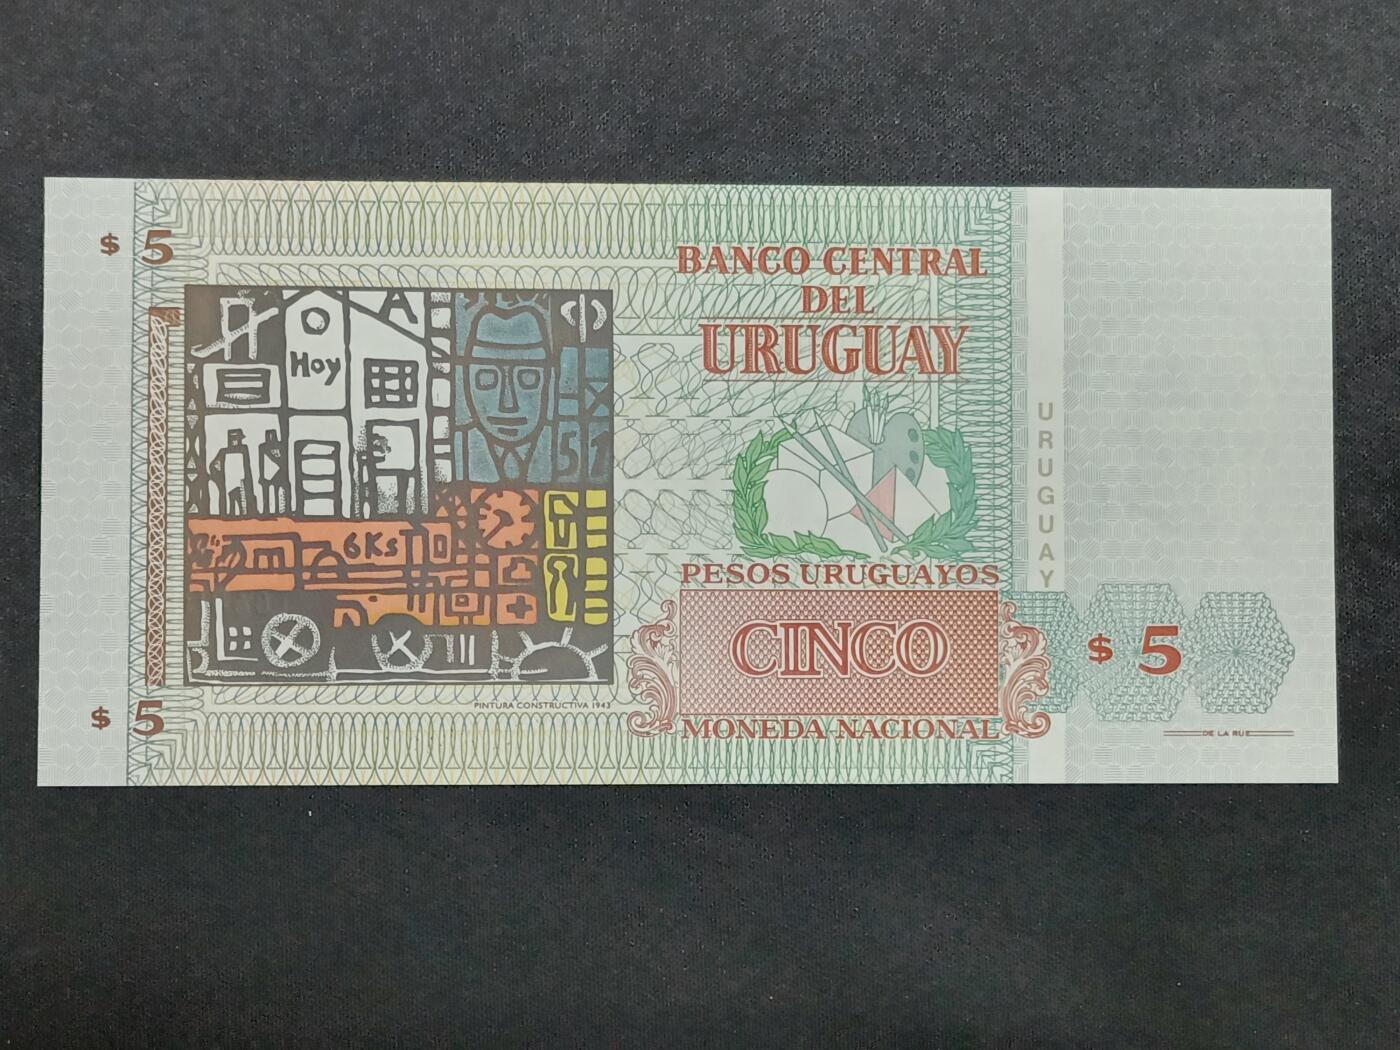 $ 5
BANCO CENTRAL
DEL
URUGUAY
Hoy
51
6Ks
URUGUAY
PESOS URUGUAYOS
CINCO
$ 5
$ 5
PINTURA CONSTRUCTIVA 1943
MONEDA NACIONAL
DE LA RUE